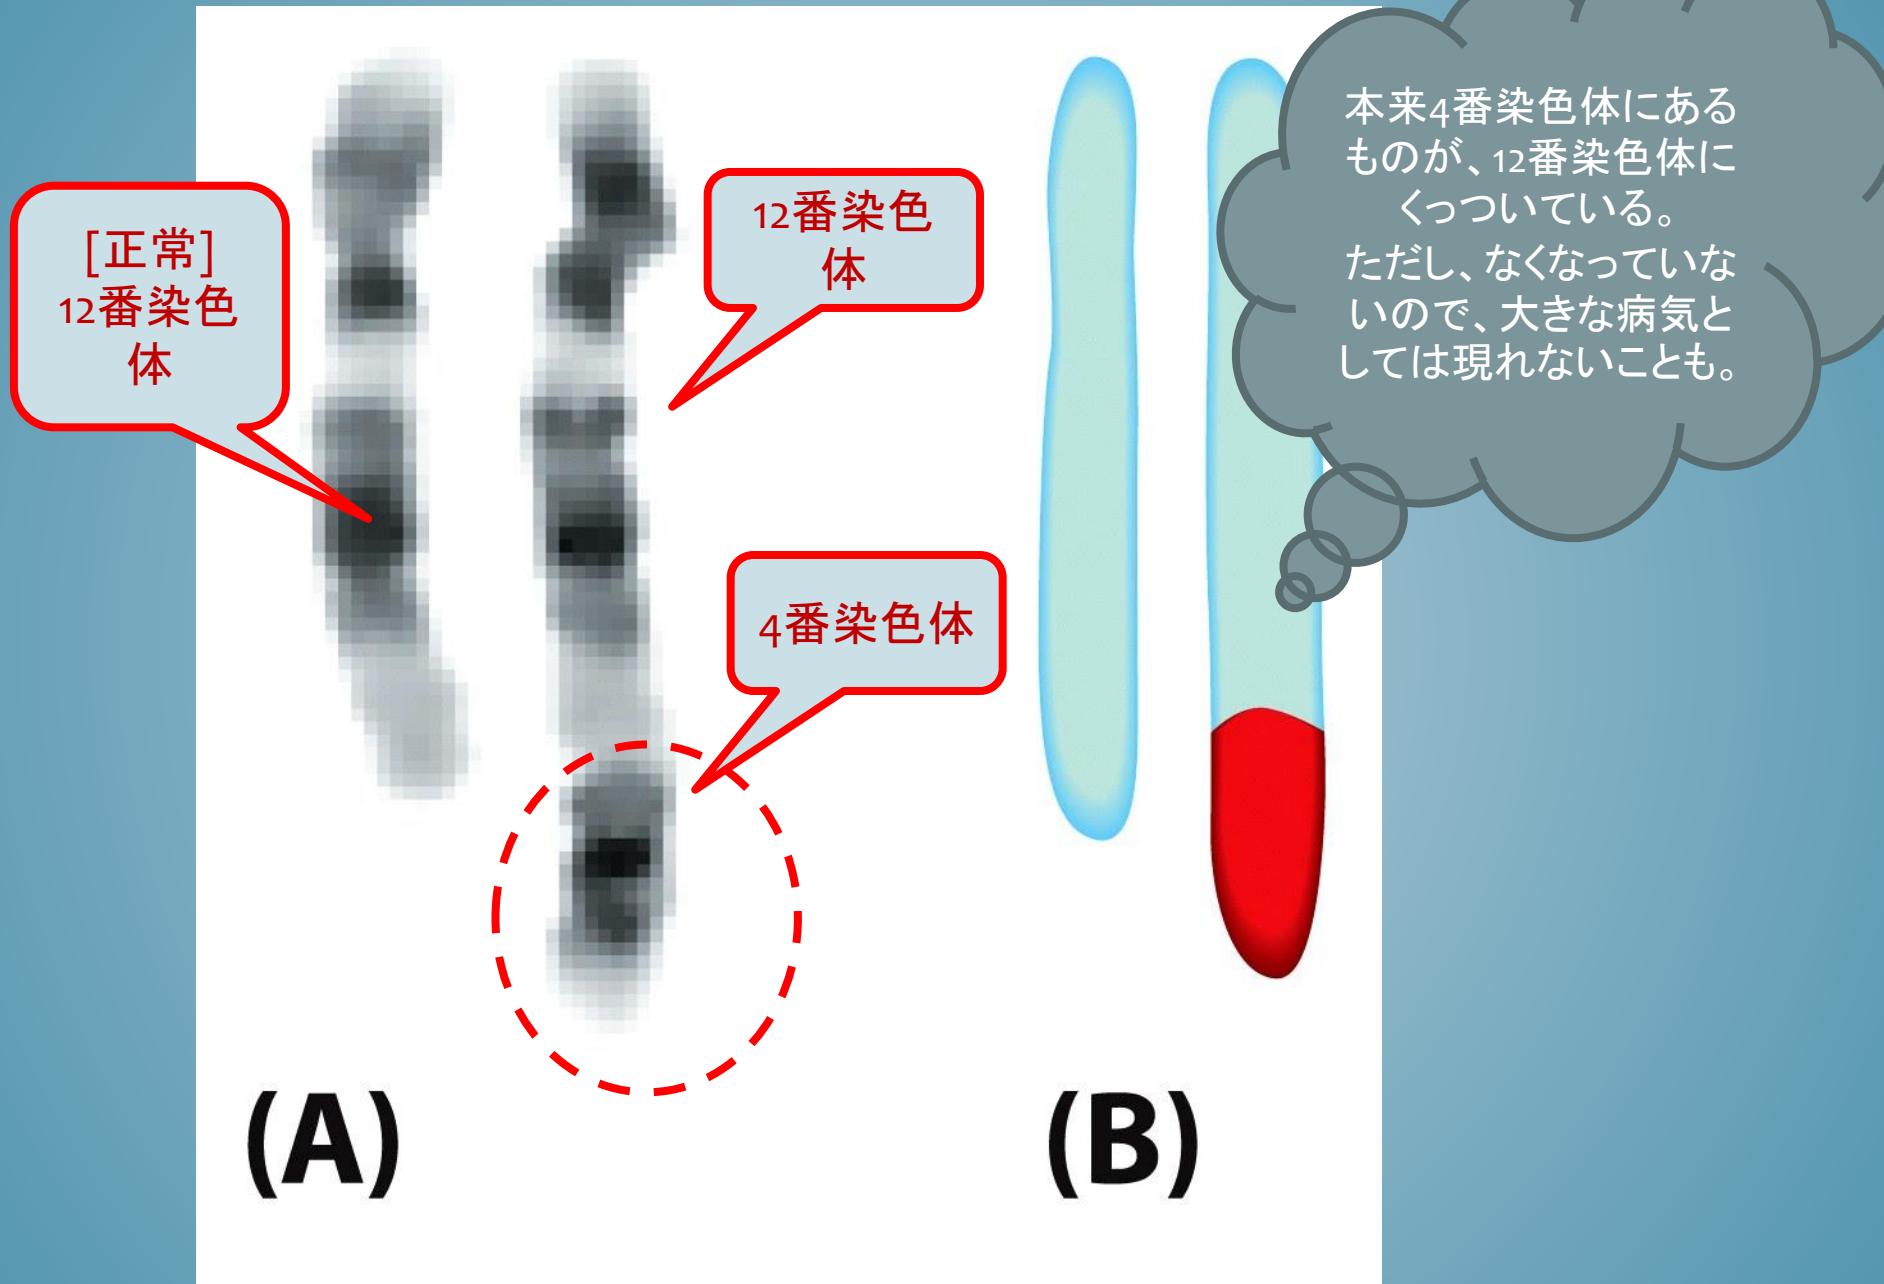 [正常]
12番染色
体
12番染色
体
4番染色体
本来4番染色体にある
ものが、12番染色体に
くっついている。
ただし、なくなっていな
いので、大きな病気と
しては現れないことも。
(A)
(B)